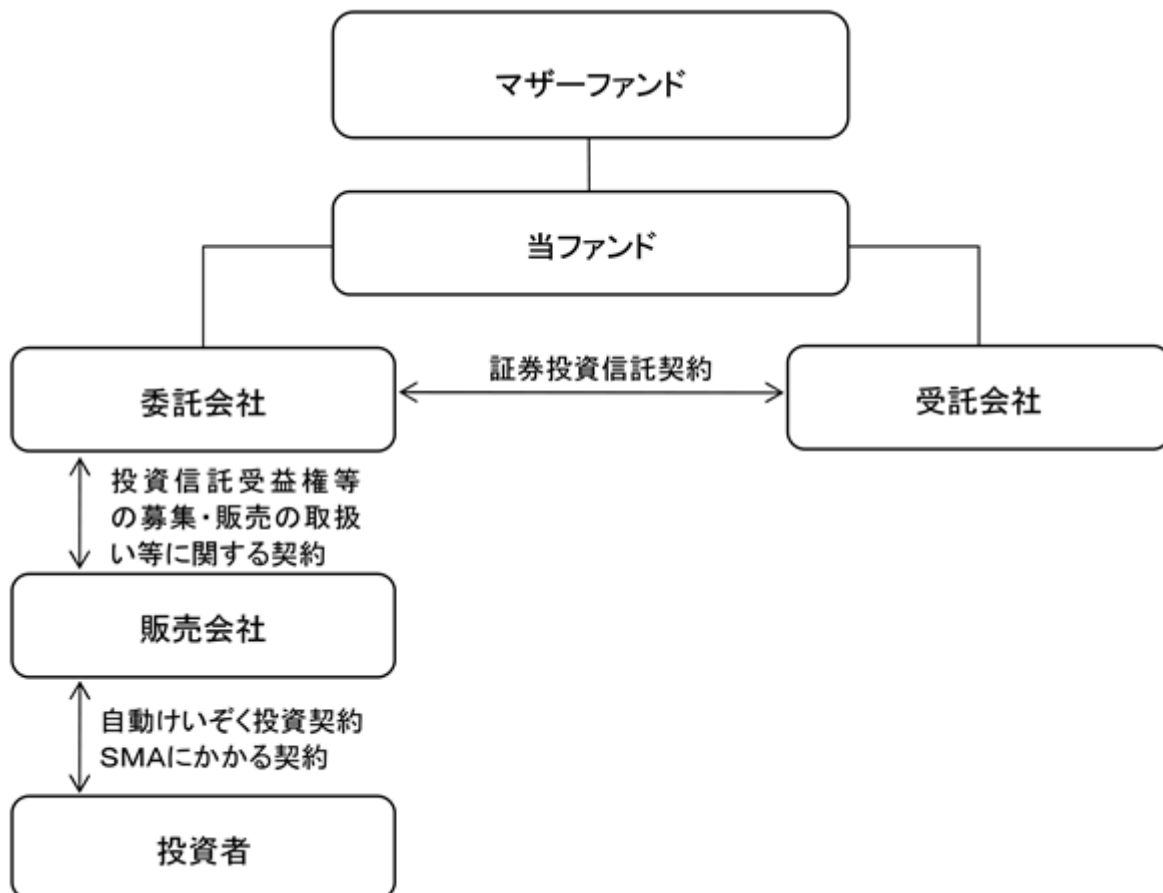 マザーファンド
当ファンド
証券投資信託契約
委託会社
受託会社
投資信託受益権等
の募集・販売の取扱
い等に関する契約
販売会社
自動けいぞく投資契約
SMAにかかる契約
投資者